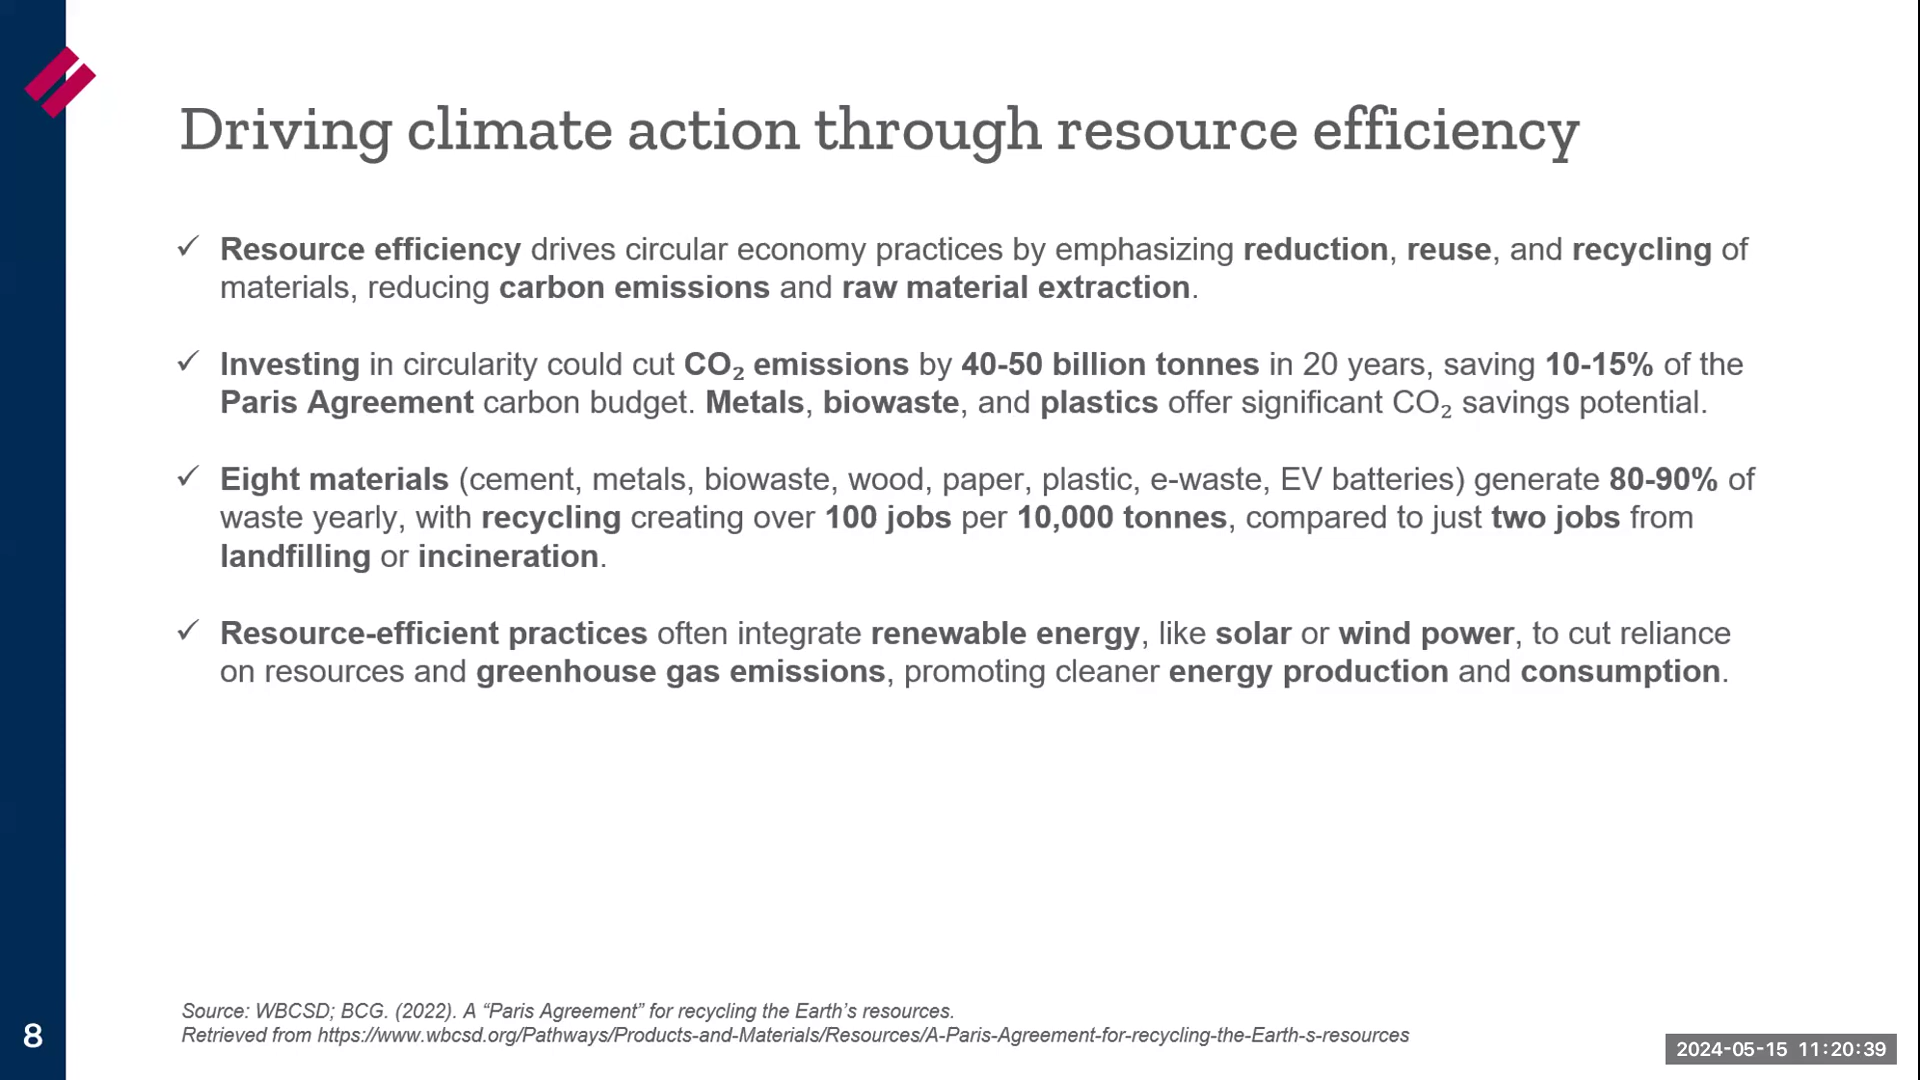 Driving climate action through resource efficiency
✓ Resource efficiency drives circular economy practices by emphasizing reduction, reuse, and recycling of
materials, reducing carbon emissions and raw material extraction.
✓ Investing in circularity could cut CO₂ emissions by 40-50 billion tonnes in 20 years, saving 10-15% of the
Paris Agreement carbon budget. Metals, biowaste, and plastics offer significant CO₂ savings potential.
✓ Eight materials (cement, metals, biowaste, wood, paper, plastic, e-waste, EV batteries) generate 80-90% of
waste yearly, with recycling creating over 100 jobs per 10,000 tonnes, compared to just two jobs from
landfilling or incineration.
✓ Resource-efficient practices often integrate renewable energy, like solar or wind power, to cut reliance
on resources and greenhouse gas emissions, promoting cleaner energy production and consumption.
Source: WBCSD; BCG. (2022). A “Paris Agreement” for recycling the Earth’s resources.
Retrieved from https://www.wbcsd.org/Pathways/Products-and-Materials/Resources/A-Paris-Agreement-for-recycling-the-Earth-s-resources
8
2024-05-15 11:20:39